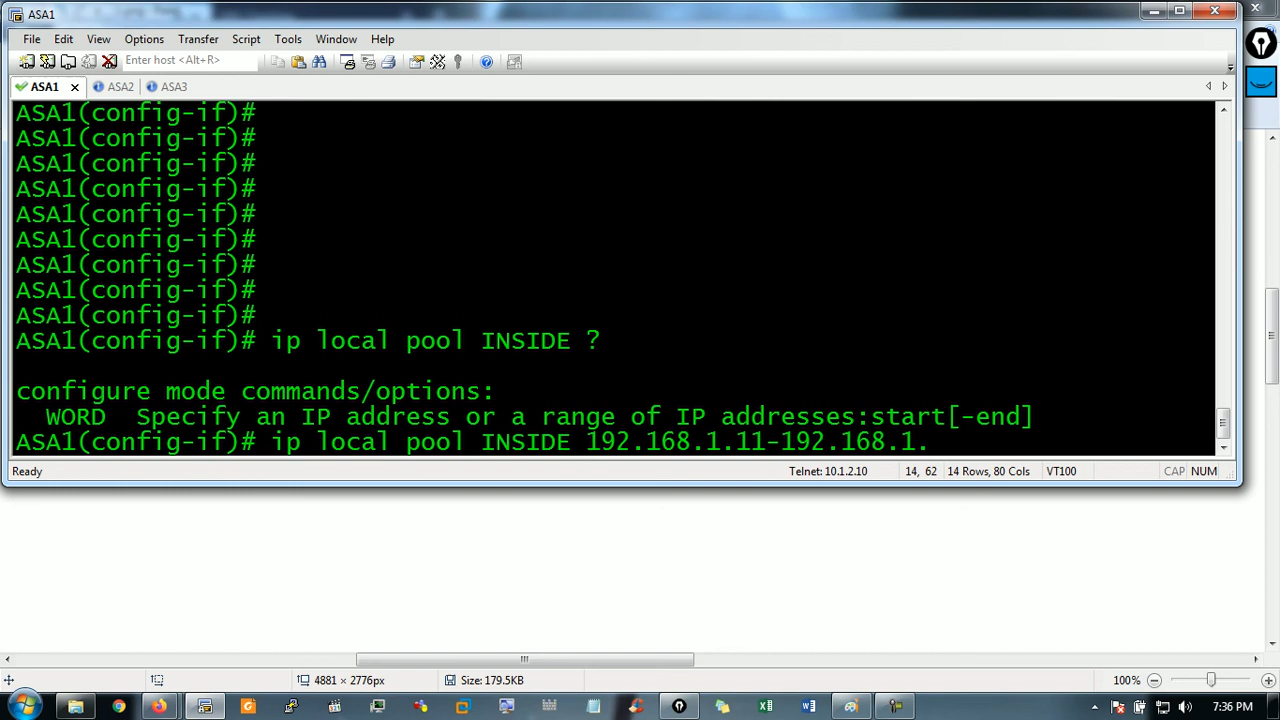 ASA1
File Edit View Options Transfer Script Tools Window Help
Enter host <Alt+R>
ASA1 ASA2 ASA3
ASA1(config-if)#
ASA1(config-if)#
ASA1(config-if)#
ASA1(config-if)#
ASA1(config-if)#
ASA1(config-if)#
ASA1(config-if)#
ASA1(config-if)#
ASA1(config-if)#
ASA1(config-if)# ip local pool INSIDE ?
configure mode commands/options:
WORD Specify an IP address or a range of IP addresses:start[-end]
ASA1(config-if)# ip local pool INSIDE 192.168.1.11-192.168.1.
Ready Telnet: 10.1.2.10 14, 62 14 Rows, 80 Cols VT100 CAP NUM
4881 × 2776px Size: 179.5KB 100%
7:36 PM